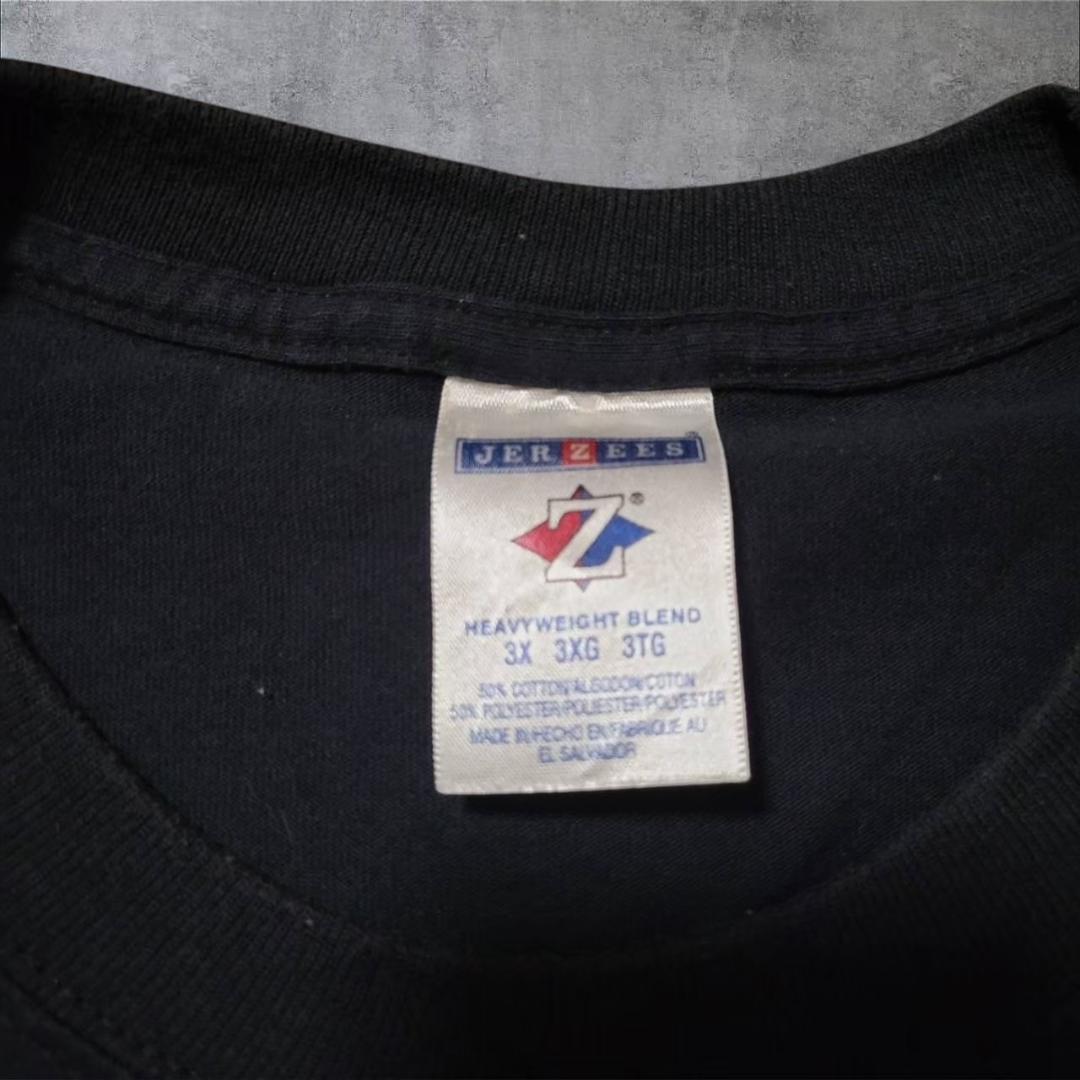 JERZEES®
Z®
HEAVYWEIGHT BLEND
3X 3XG 3TG
50% COTTON/ALGODON/COTON
50% POLYESTER/POLIESTER/POLYESTER
MADE IN/HECHO EN/FABRIQUE AU
EL SALVADOR